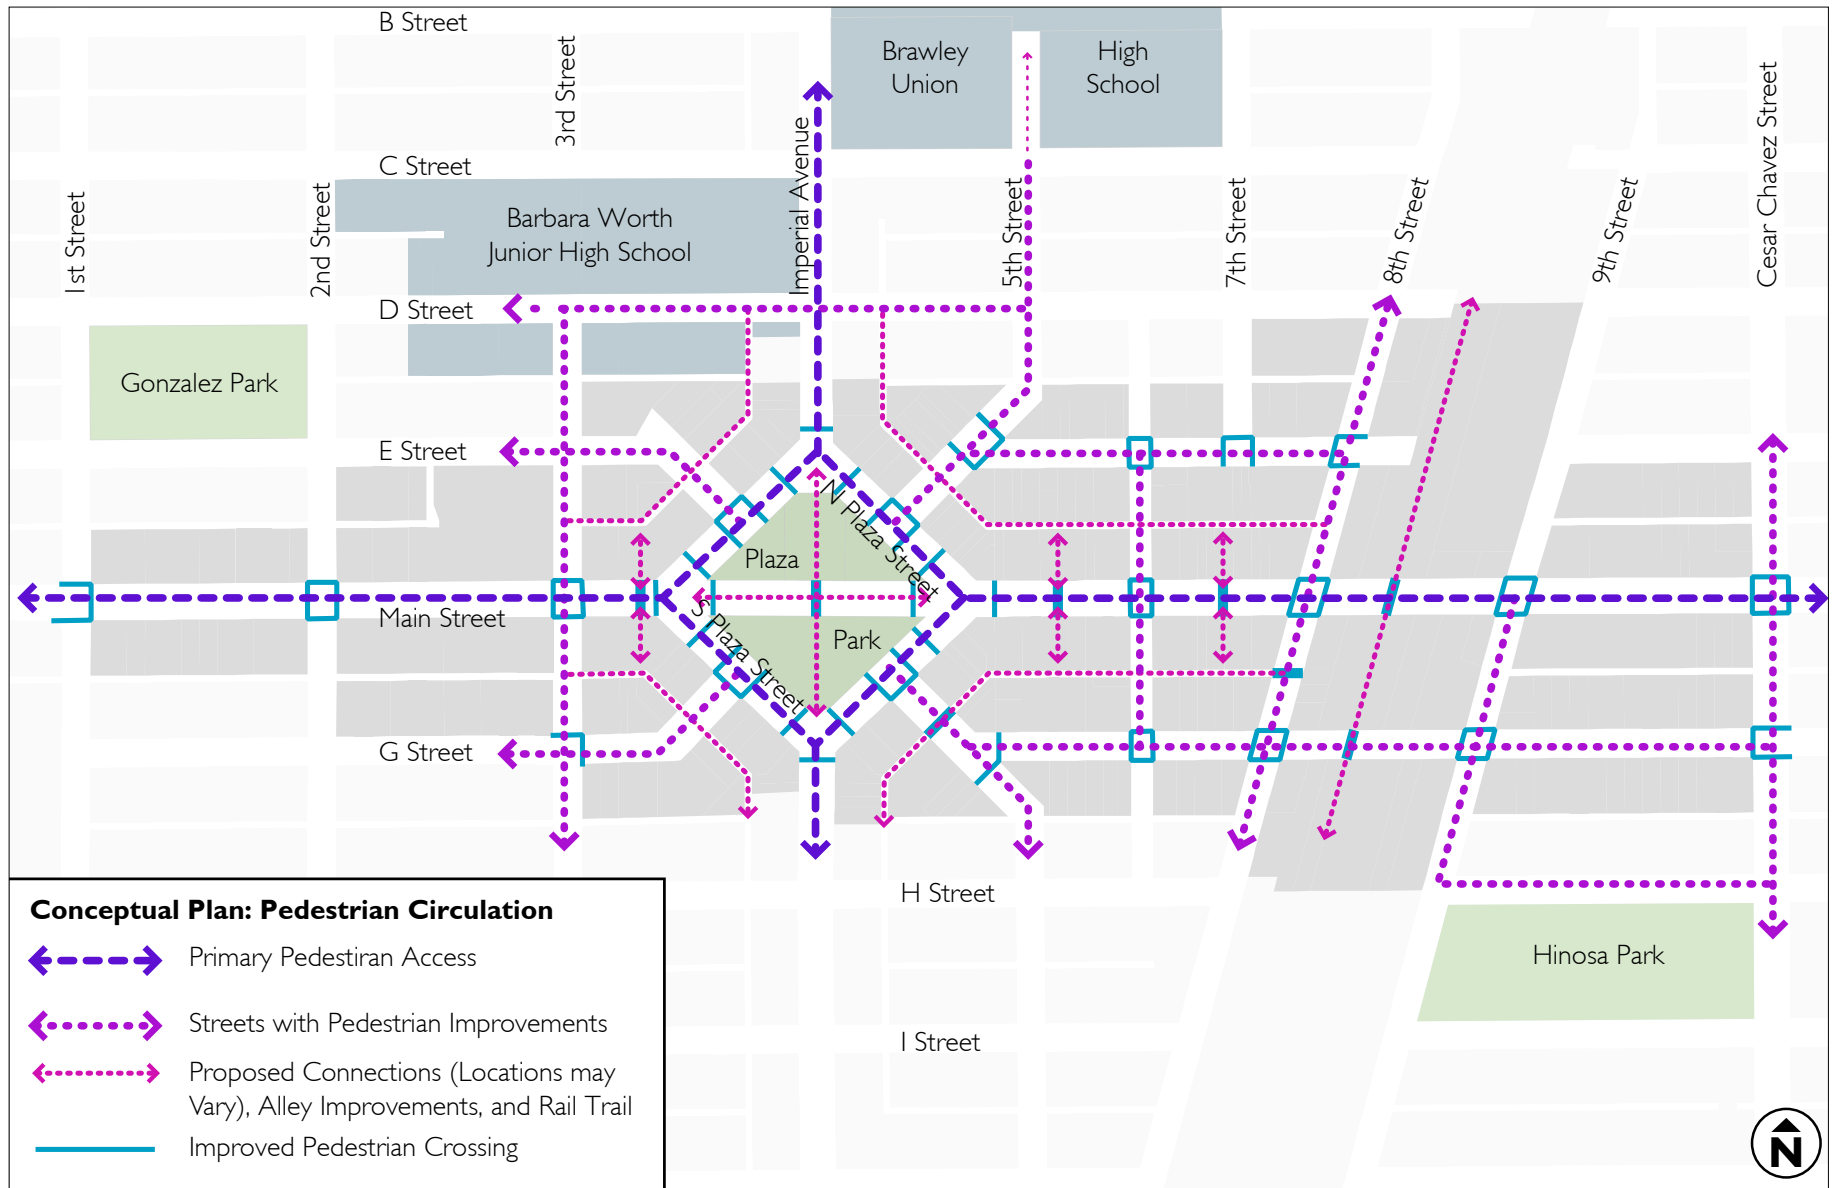 B Street
Brawley
Union
High
School
3rd Street
Cesar Chavez Street
Imperial Avenue
C Street
1st Street
2nd Street
Barbara Worth
Junior High School
5th Street
7th Street
8th Street
9th Street
D Street
Gonzalez Park
E Street
N Plaza Street
Plaza
Main Street
S Plaza Street
Park
G Street
H Street
Hinosa Park
I Street
Conceptual Plan: Pedestrian Circulation
Primary Pedestiran Access
Streets with Pedestrian Improvements
Proposed Connections (Locations may
Vary), Alley Improvements, and Rail Trail
Improved Pedestrian Crossing
N